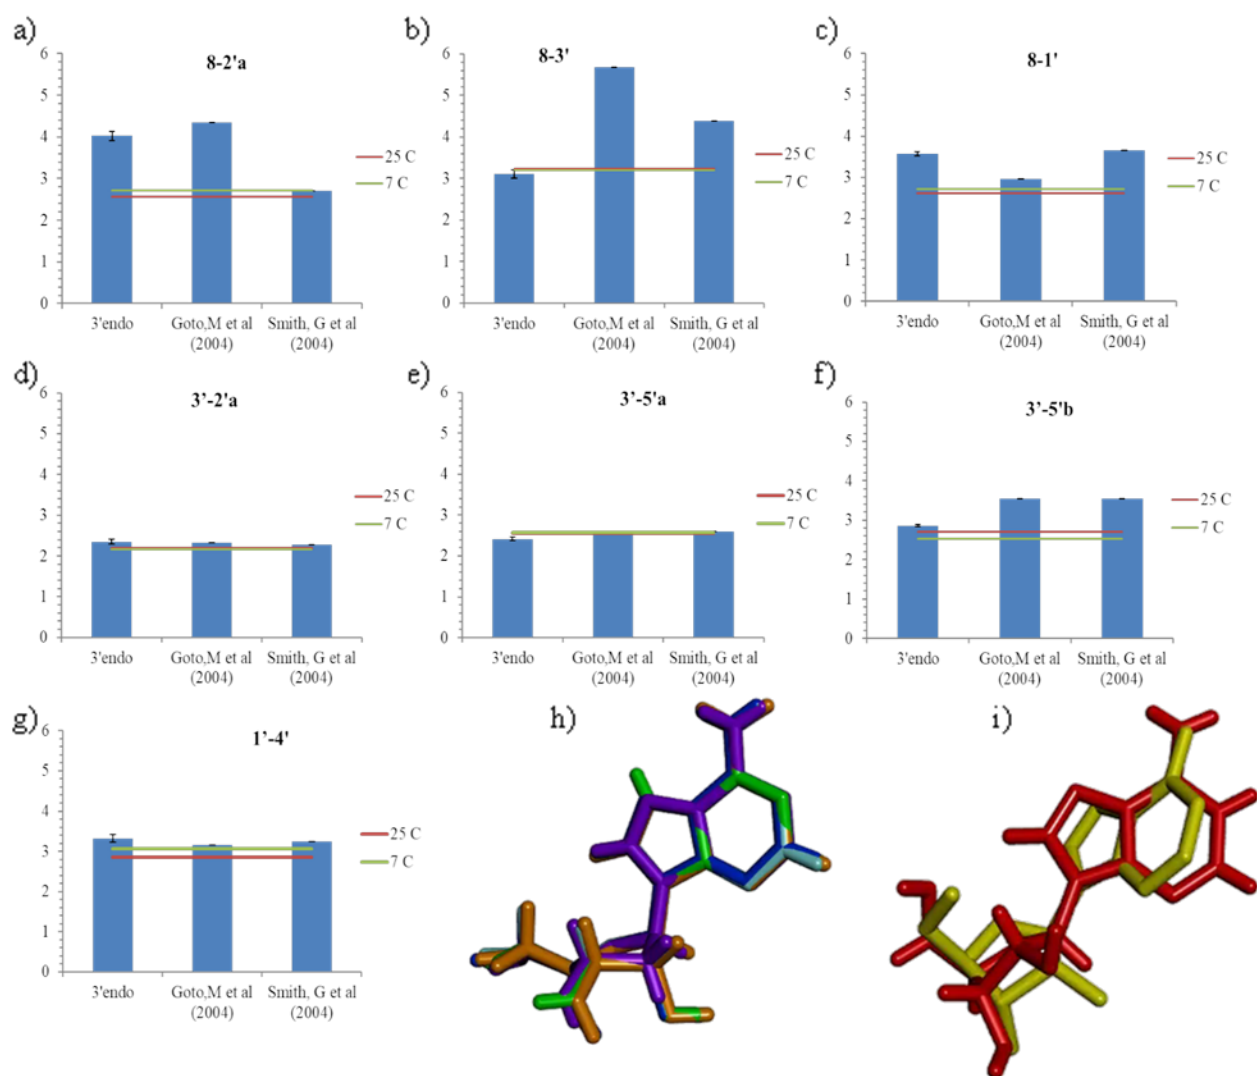 a)
8-2'a
6
5
4
3
2
1
0
25 C
7 C
3'endo
Goto,M et al
(2004)
Smith, G et al
(2004)
b)
8-3'
6
5
4
3
2
1
0
25 C
7 C
3'endo
Goto,M et al
(2004)
Smith, G et al
(2004)
c)
8-1'
6
5
4
3
2
1
0
25 C
7 C
3'endo
Goto,M et al
(2004)
Smith, G et al
(2004)
d)
3’-2'a
6
5
4
3
2
1
0
25 C
7 C
3'endo
Goto,M et al
(2004)
Smith, G et al
(2004)
e)
3’-5'a
6
5
4
3
2
1
0
25 C
7 C
3'endo
Goto,M et al
(2004)
Smith, G et al
(2004)
f)
3’-5'b
6
5
4
3
2
1
0
25 C
7 C
3'endo
Goto,M et al
(2004)
Smith, G et al
(2004)
g)
1’-4'
6
5
4
3
2
1
0
25 C
7 C
3'endo
Goto,M et al
(2004)
Smith, G et al
(2004)
h)
i)